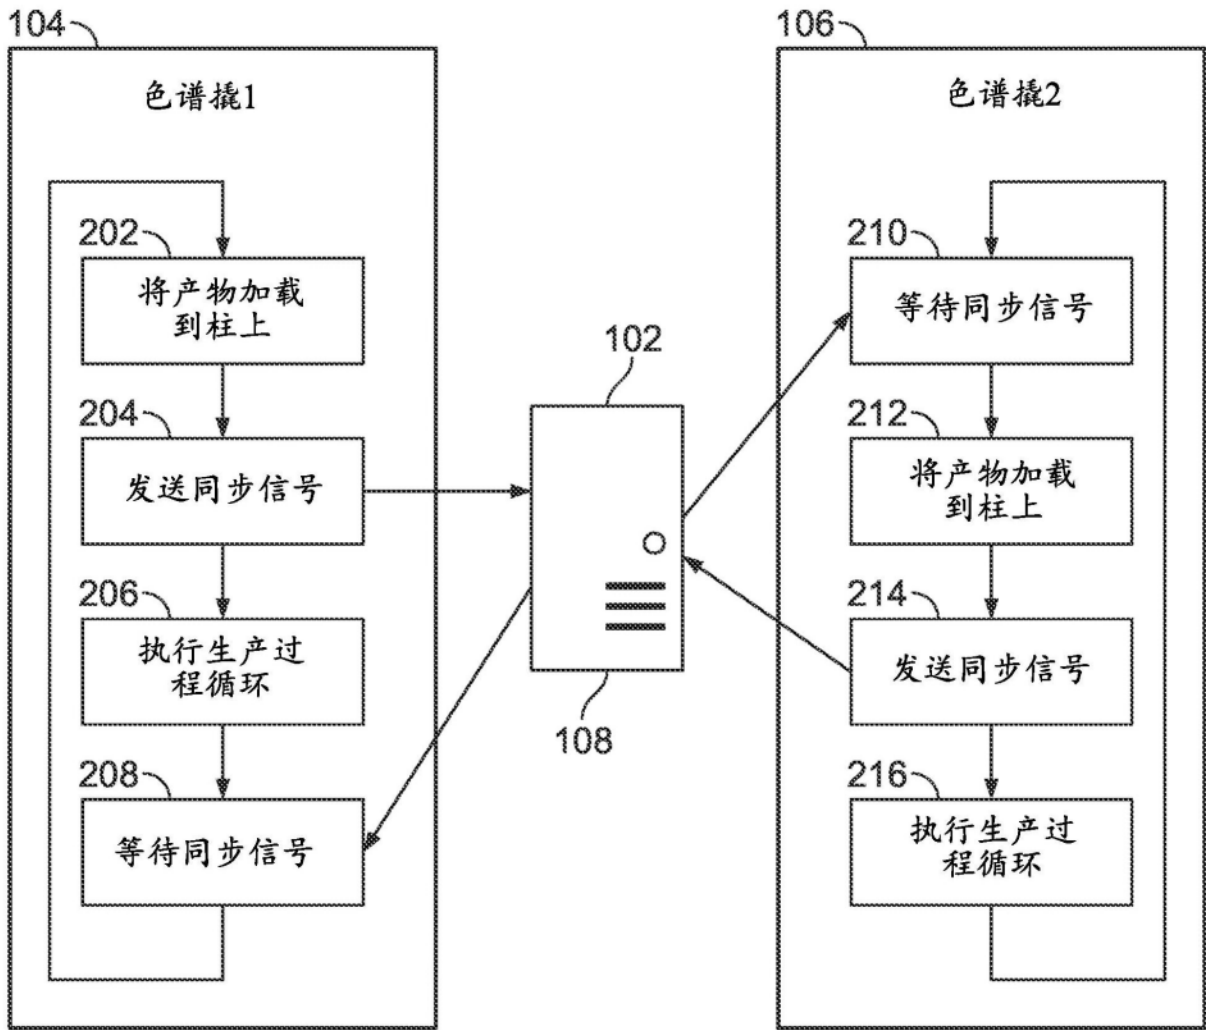 104
色谱撬1
202
将产物加载
到柱上
204
发送同步信号
206
执行生产过
程循环
208
等待同步信号
102
108
106
色谱撬2
210
等待同步信号
212
将产物加载
到柱上
214
发送同步信号
216
执行生产过
程循环